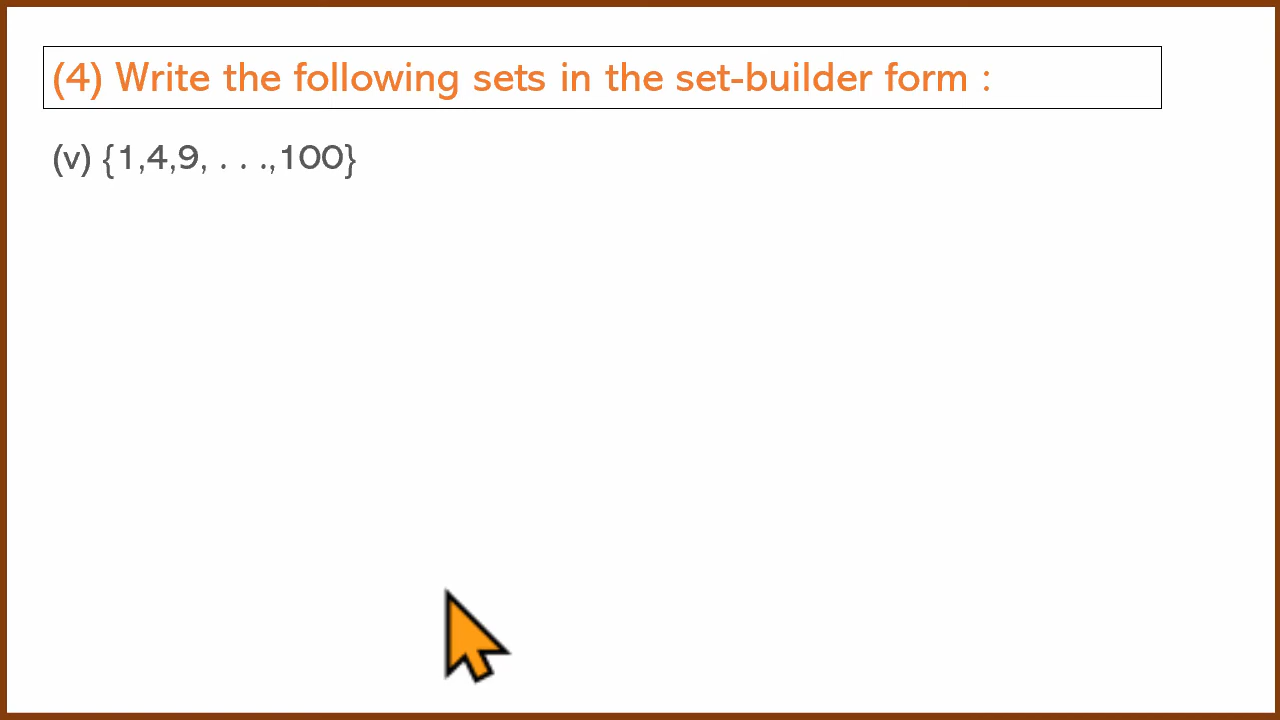 (4) Write the following sets in the set-builder form :
(v) {1,4,9, . . .,100}